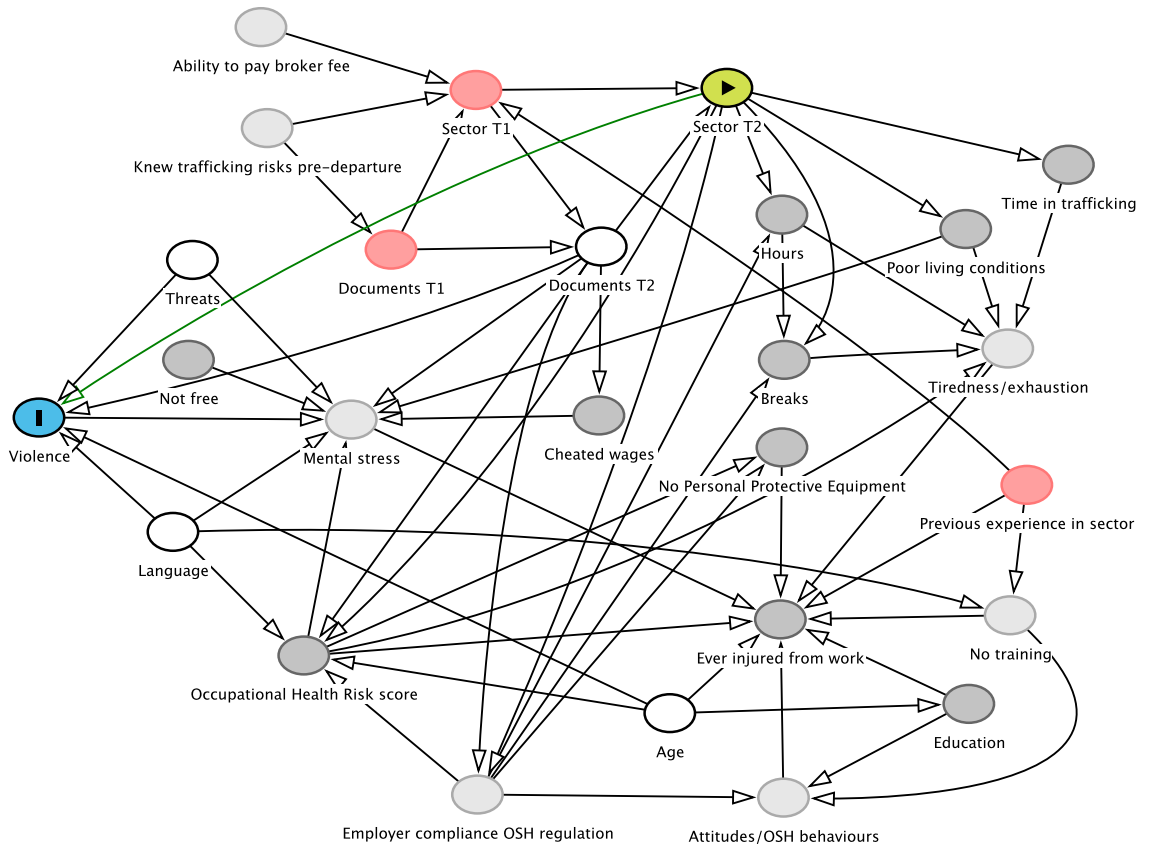 Ability to pay broker fee
Sector T1
Sector T2
Knew trafficking risks pre-departure
Time in trafficking
Hours
Poor living conditions
Documents T1
Documents T2
Threats
Not free
Breaks
Tiredness/exhaustion
Violence
Mental stress
Cheated wages
No Personal Protective Equipment
Previous experience in sector
Language
Ever injured from work
No training
Occupational Health Risk score
Age
Education
Employer compliance OSH regulation
Attitudes/OSH behaviours